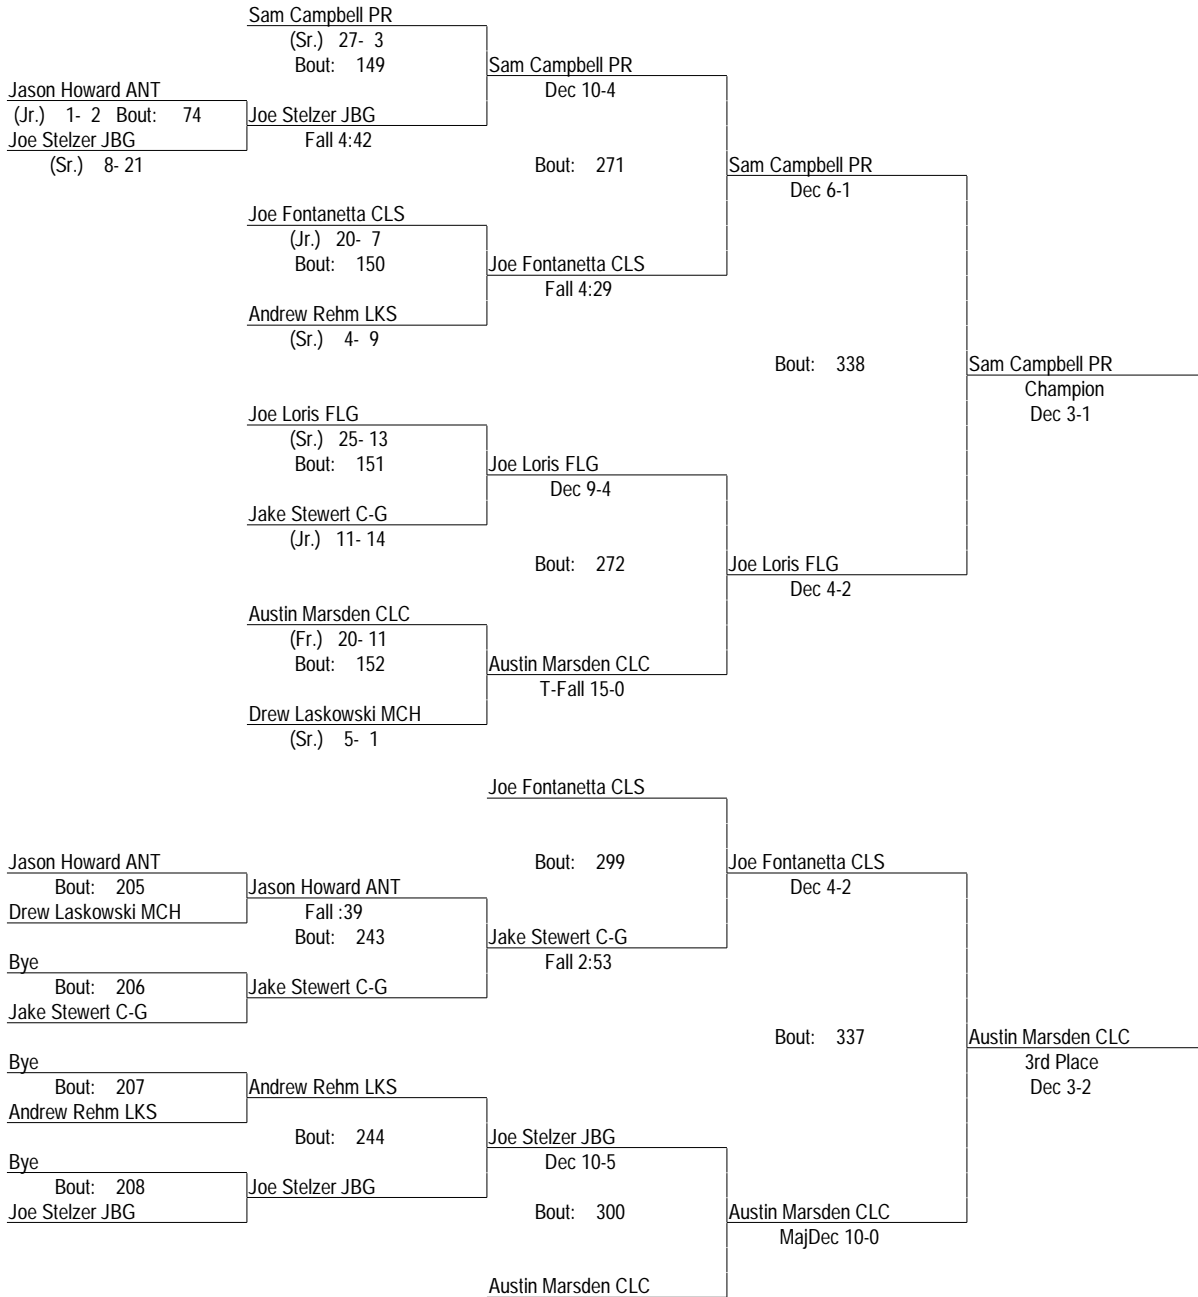 Sam Campbell PR
(Sr.) 27- 3
Bout: 149
Sam Campbell PR
Dec 10-4
Jason Howard ANT
(Jr.) 1- 2 Bout: 74
Joe Stelzer JBG
(Sr.) 8- 21
Joe Stelzer JBG
Fall 4:42
Bout: 271
Sam Campbell PR
Dec 6-1
Joe Fontanetta CLS
(Jr.) 20- 7
Bout: 150
Joe Fontanetta CLS
Fall 4:29
Andrew Rehm LKS
(Sr.) 4- 9
Bout: 338
Sam Campbell PR
Champion
Dec 3-1
Joe Loris FLG
(Sr.) 25- 13
Bout: 151
Joe Loris FLG
Dec 9-4
Jake Stewert C-G
(Jr.) 11- 14
Bout: 272
Joe Loris FLG
Dec 4-2
Austin Marsden CLC
(Fr.) 20- 11
Bout: 152
Austin Marsden CLC
T-Fall 15-0
Drew Laskowski MCH
(Sr.) 5- 1
Joe Fontanetta CLS
Bout: 299
Joe Fontanetta CLS
Dec 4-2
Jason Howard ANT
Bout: 205
Drew Laskowski MCH
Jason Howard ANT
Fall :39
Bout: 243
Jake Stewert C-G
Fall 2:53
Bye
Bout: 206
Jake Stewert C-G
Jake Stewert C-G
Bout: 337
Austin Marsden CLC
3rd Place
Dec 3-2
Bye
Bout: 207
Andrew Rehm LKS
Andrew Rehm LKS
Bout: 244
Joe Stelzer JBG
Dec 10-5
Bye
Bout: 208
Joe Stelzer JBG
Joe Stelzer JBG
Bout: 300
Austin Marsden CLC
MajDec 10-0
Austin Marsden CLC